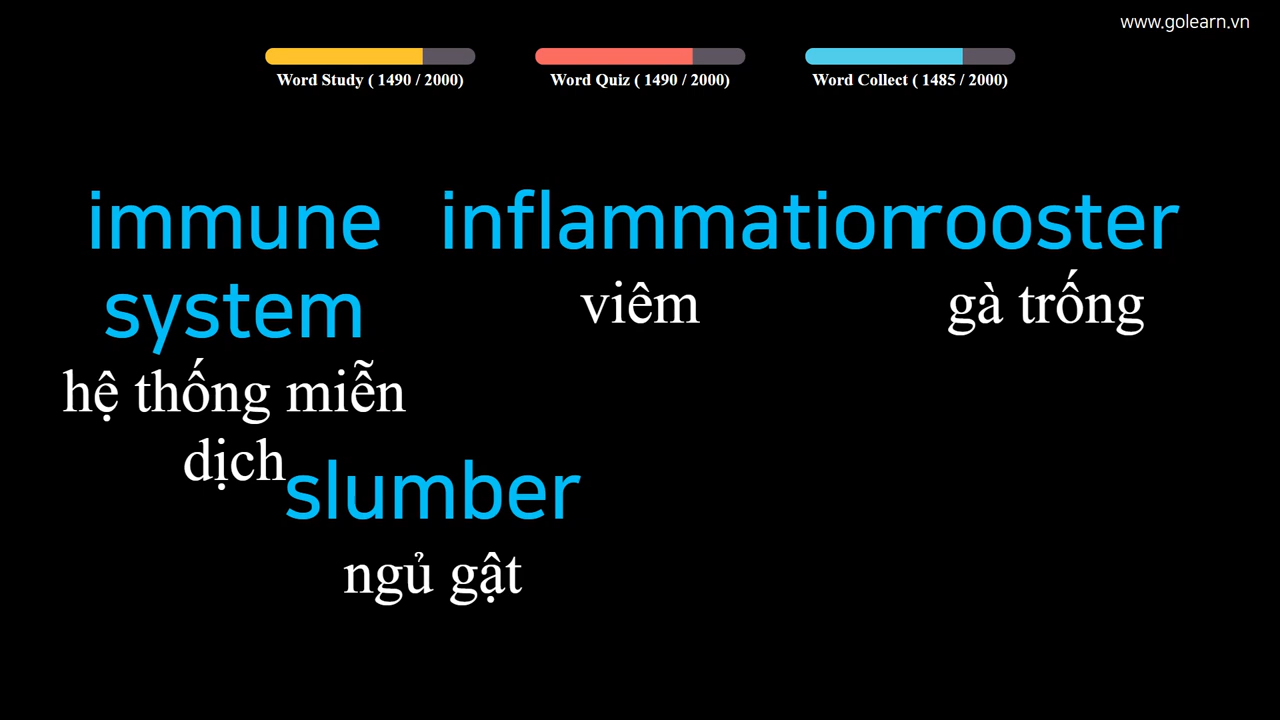 www.golearn.vn
Word Study ( 1490 / 2000)
Word Quiz ( 1490 / 2000)
Word Collect ( 1485 / 2000)
immune
system
hệ thống miễn
dịch
inflammation
viêm
rooster
gà trống
slumber
ngủ gật